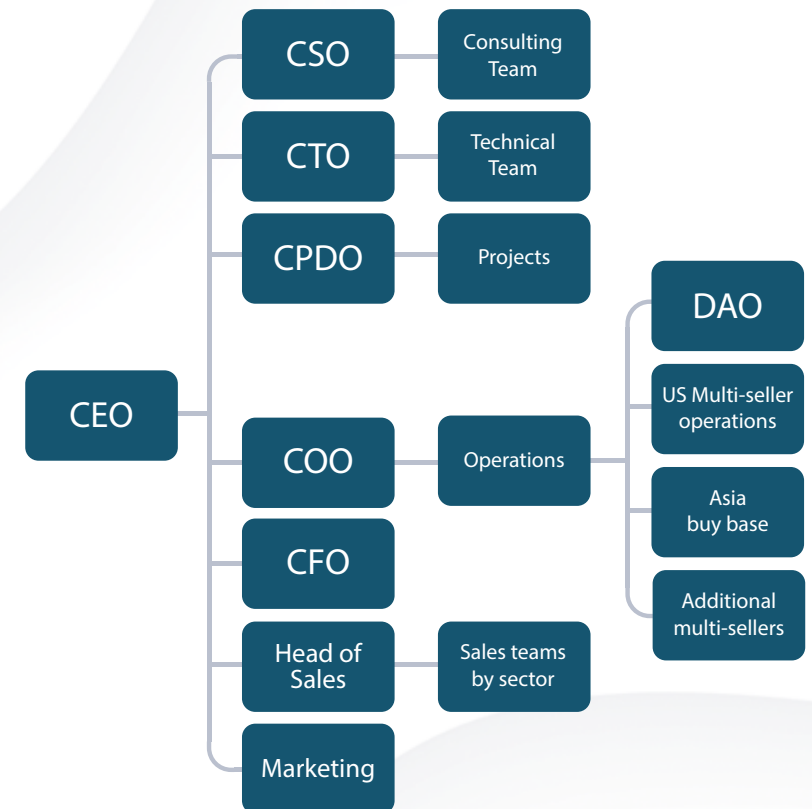 CSO
Consulting
Team
CTO
Technical
Team
CPDO
Projects
DAO
CEO
US Multi-seller
operations
COO
Operations
Asia
buy base
CFO
Additional
multi-sellers
Head of
Sales
Sales teams
by sector
Marketing